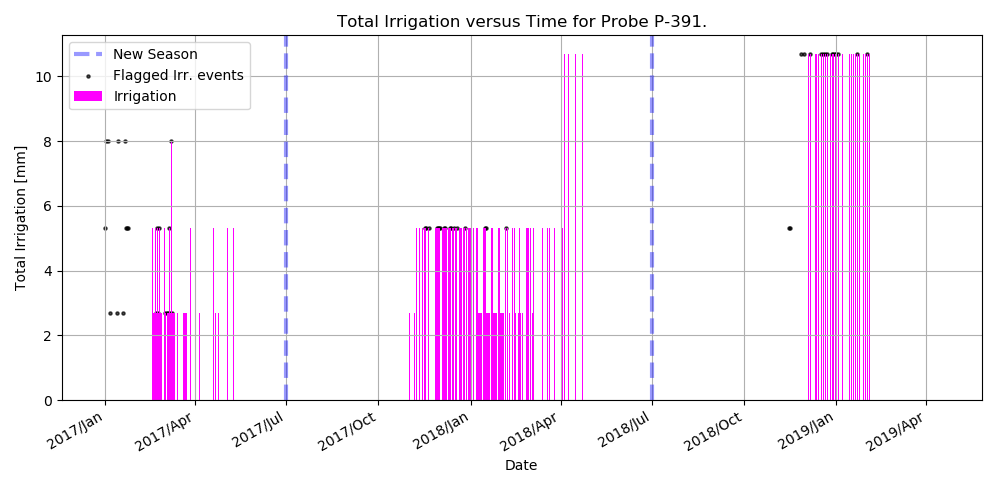 Total Irrigation versus Time for Probe P-391.
New Season
Flagged Irr. events
Irrigation
Total Irrigation [mm]
10
8
6
4
2
0
2017/Jan
2017/Apr
2017/Jul
2017/Oct
2018/Jan
2018/Apr
2018/Jul
2018/Oct
2019/Jan
2019/Apr
Date